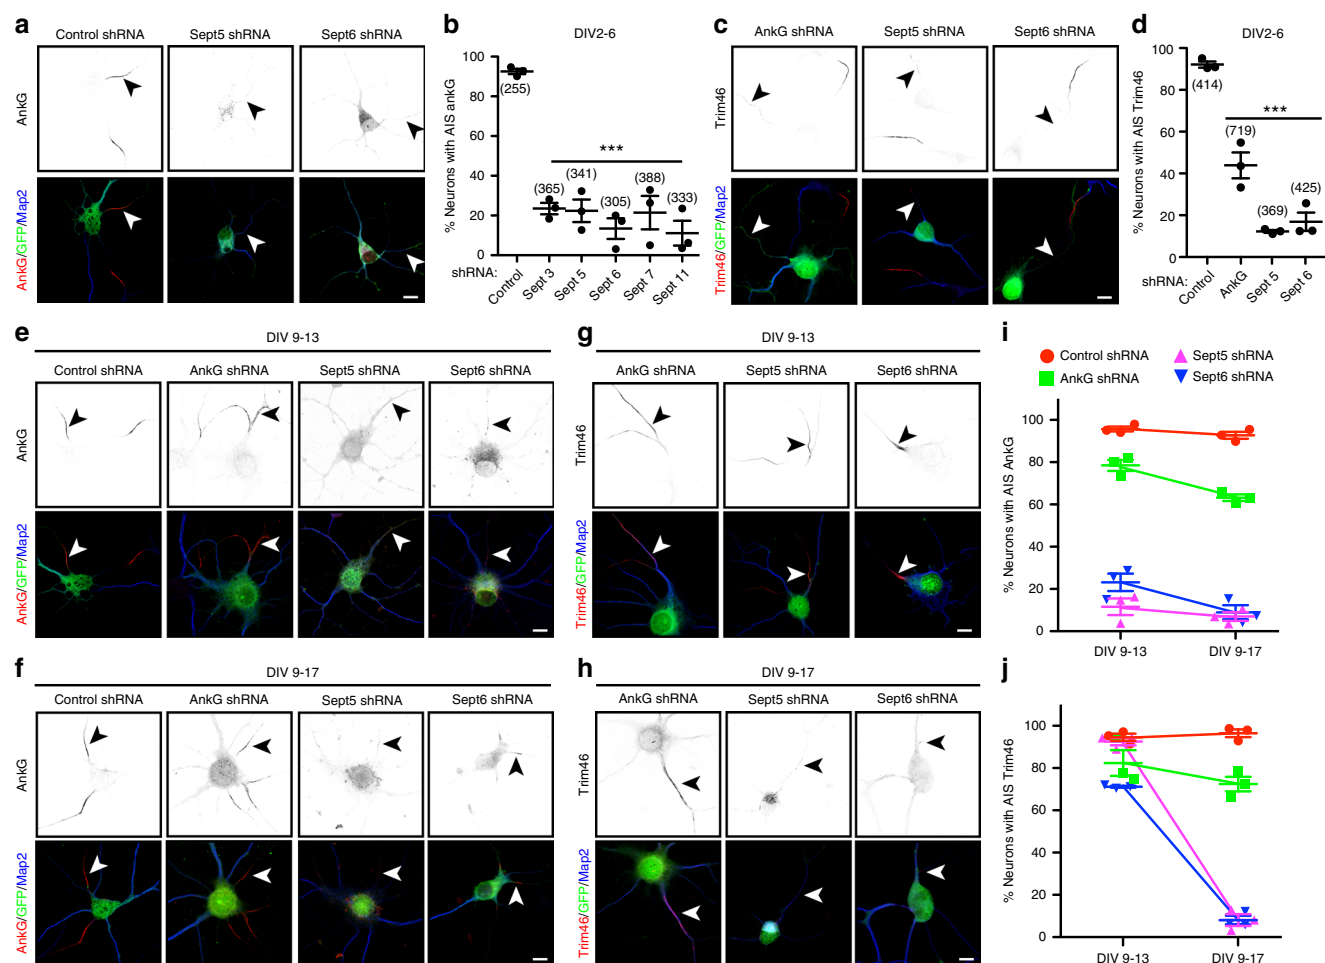 a
Control shRNA
Sept5 shRNA
Sept6 shRNA
AnkG
AnkG/GFP/Map2
b
DIV2-6
% Neurons with AIS ankG
100
80
60
40
20
0
(255)
***
(365)
(341)
(305)
(388)
(333)
shRNA:
Control
Sept 3
Sept 5
Sept 6
Sept 7
Sept 11
c
AnkG shRNA
Sept5 shRNA
Sept6 shRNA
Trim46
Trim46/GFP/Map2
d
DIV2-6
% Neurons with AIS Trim46
100
80
60
40
20
0
(414)
***
(719)
(369)
(425)
shRNA:
Control
AnkG
Sept 5
Sept 6
e
DIV 9-13
Control shRNA
AnkG shRNA
Sept5 shRNA
Sept6 shRNA
AnkG
AnkG/GFP/Map2
g
DIV 9-13
AnkG shRNA
Sept5 shRNA
Sept6 shRNA
Trim46
Trim46/GFP/Map2
i
Control shRNA
AnkG shRNA
Sept5 shRNA
Sept6 shRNA
% Neurons with AIS AnkG
100
80
60
40
20
0
DIV 9-13
DIV 9-17
f
DIV 9-17
Control shRNA
AnkG shRNA
Sept5 shRNA
Sept6 shRNA
AnkG
AnkG/GFP/Map2
h
DIV 9-17
AnkG shRNA
Sept5 shRNA
Sept6 shRNA
Trim46
Trim46/GFP/Map2
j
% Neurons with AIS Trim46
100
80
60
40
20
0
DIV 9-13
DIV 9-17